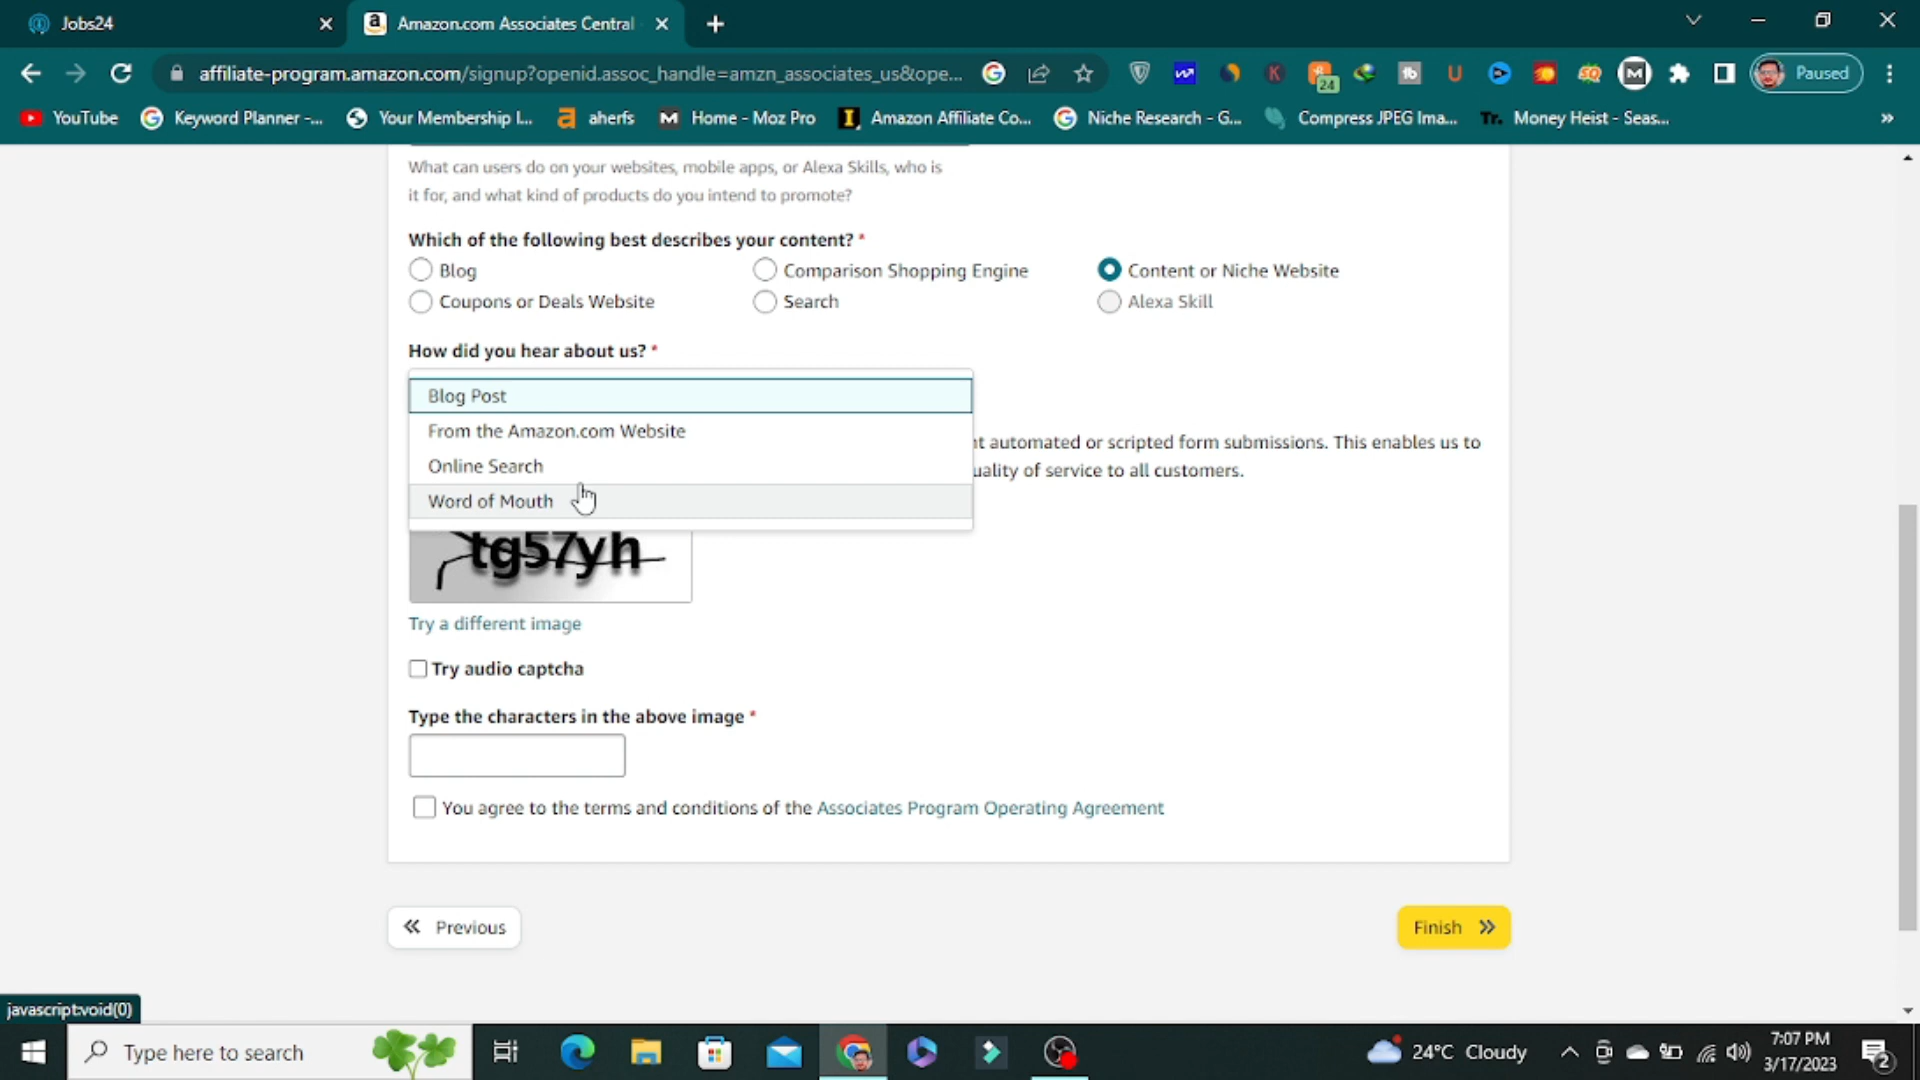 Jobs24
Amazon.com Associates Central
affiliate-program.amazon.com/signup?openid.assoc_handle=amzn_associates_us&ope...
24
Paused
YouTube
Keyword Planner -...
Your Membership I...
aherfs
Home - Moz Pro
Amazon Affiliate Co...
Niche Research - G...
Compress JPEG Ima...
Money Heist - Seas...
What can users do on your websites, mobile apps, or Alexa Skills, who is
it for, and what kind of products do you intend to promote?
Which of the following best describes your content? *
Blog
Comparison Shopping Engine
Content or Niche Website
Coupons or Deals Website
Search
Alexa Skill
How did you hear about us? *
Blog Post
From the Amazon.com Website
Online Search
Word of Mouth
automated or scripted form submissions. This enables us to
of service to all customers.
tg57yh
Try a different image
Try audio captcha
Type the characters in the above image *
You agree to the terms and conditions of the Associates Program Operating Agreement
Previous
Finish
javascript:void(0)
Type here to search
24°C Cloudy
7:07 PM
3/17/2023
2